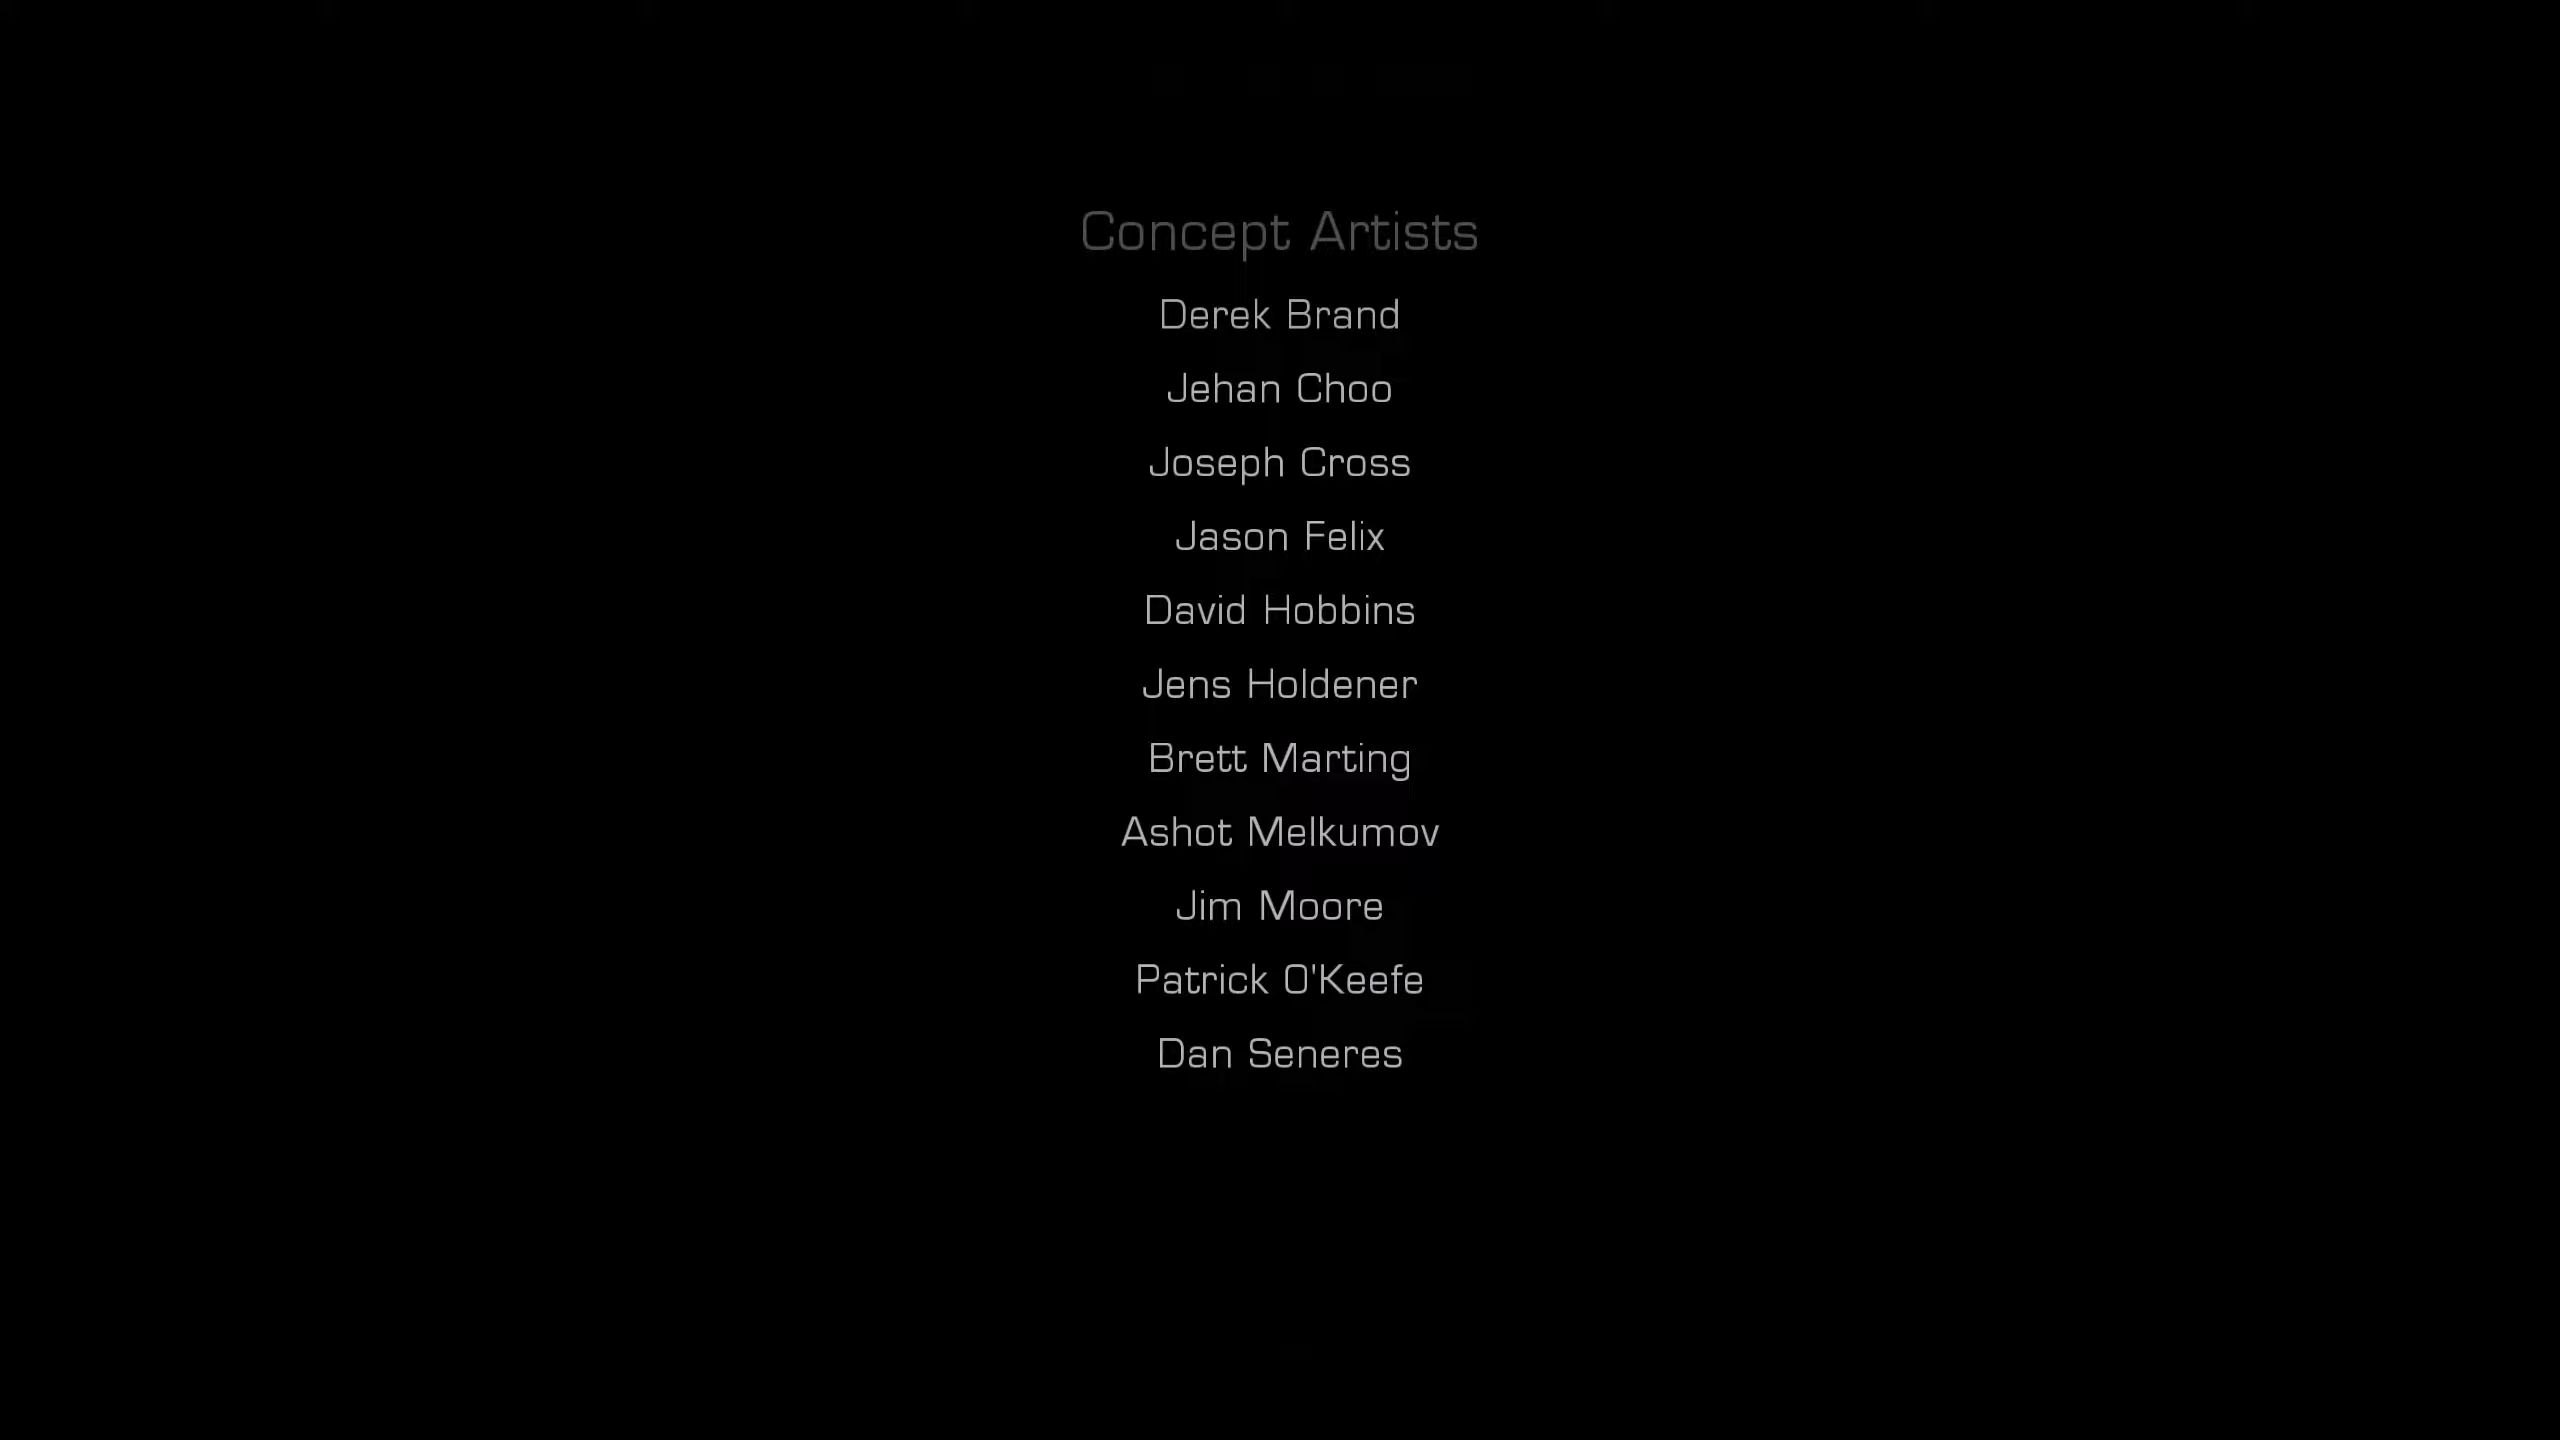 Concept Artists
Derek Brand
Jehan Choo
Joseph Cross
Jason Felix
David Hobbins
Jens Holdener
Brett Marting
Ashot Melkumov
Jim Moore
Patrick O'Keefe
Dan Seneres